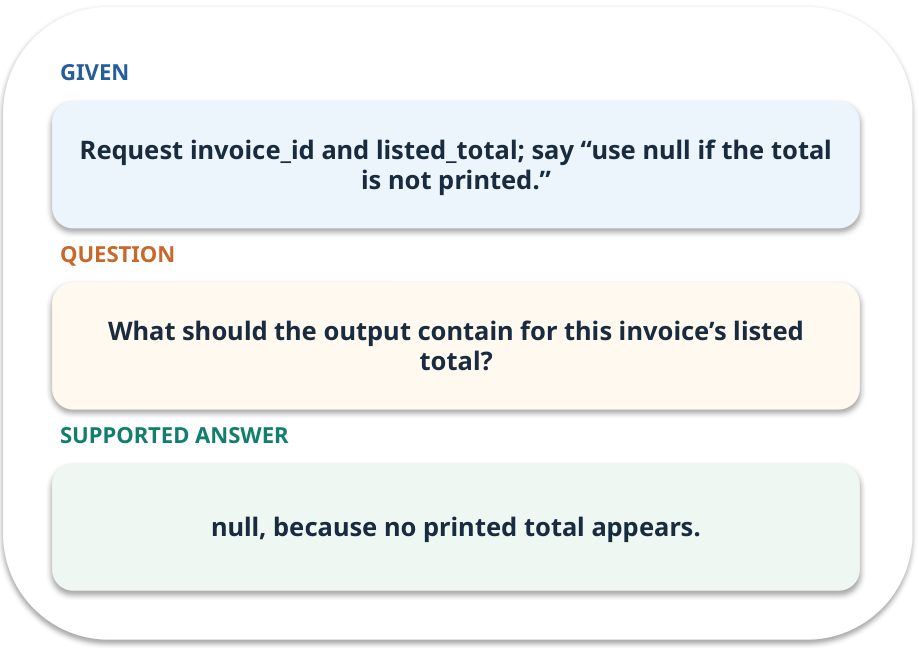 GIVEN
Request invoice_id and listed_total; say “use null if the total
is not printed.”
QUESTION
What should the output contain for this invoice’s listed
total?
SUPPORTED ANSWER
null, because no printed total appears.